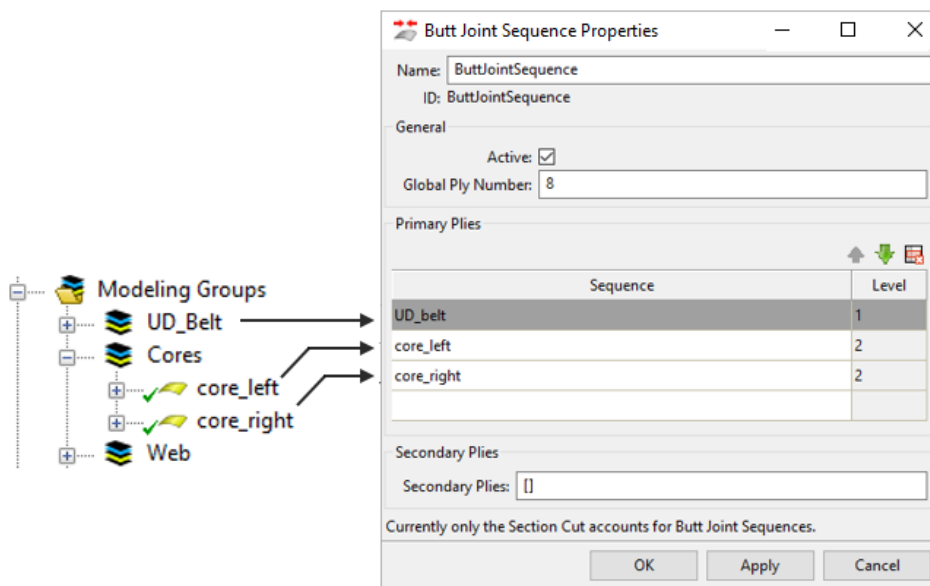 Modeling Groups
UD_Belt
Cores
core_left
core_right
Web
Butt Joint Sequence Properties
Name: ButtJointSequence
ID: ButtJointSequence
General
Active:
Global Ply Number: 8
Primary Plies
Sequence Level
UD_belt 1
core_left 2
core_right 2
Secondary Plies
Secondary Plies: []
Currently only the Section Cut accounts for Butt Joint Sequences.
OK Apply Cancel